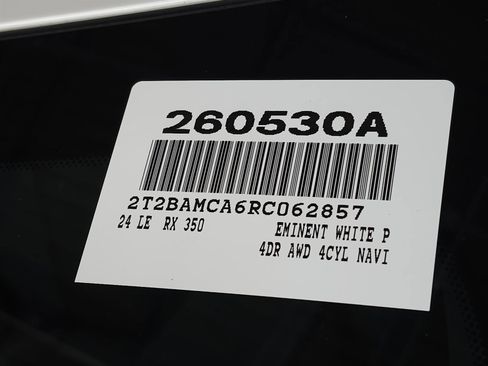 260530A
2T2BAMCA6RC062857
24 LE RX 350 EMINENT WHITE P
4DR AWD 4CYL NAVI